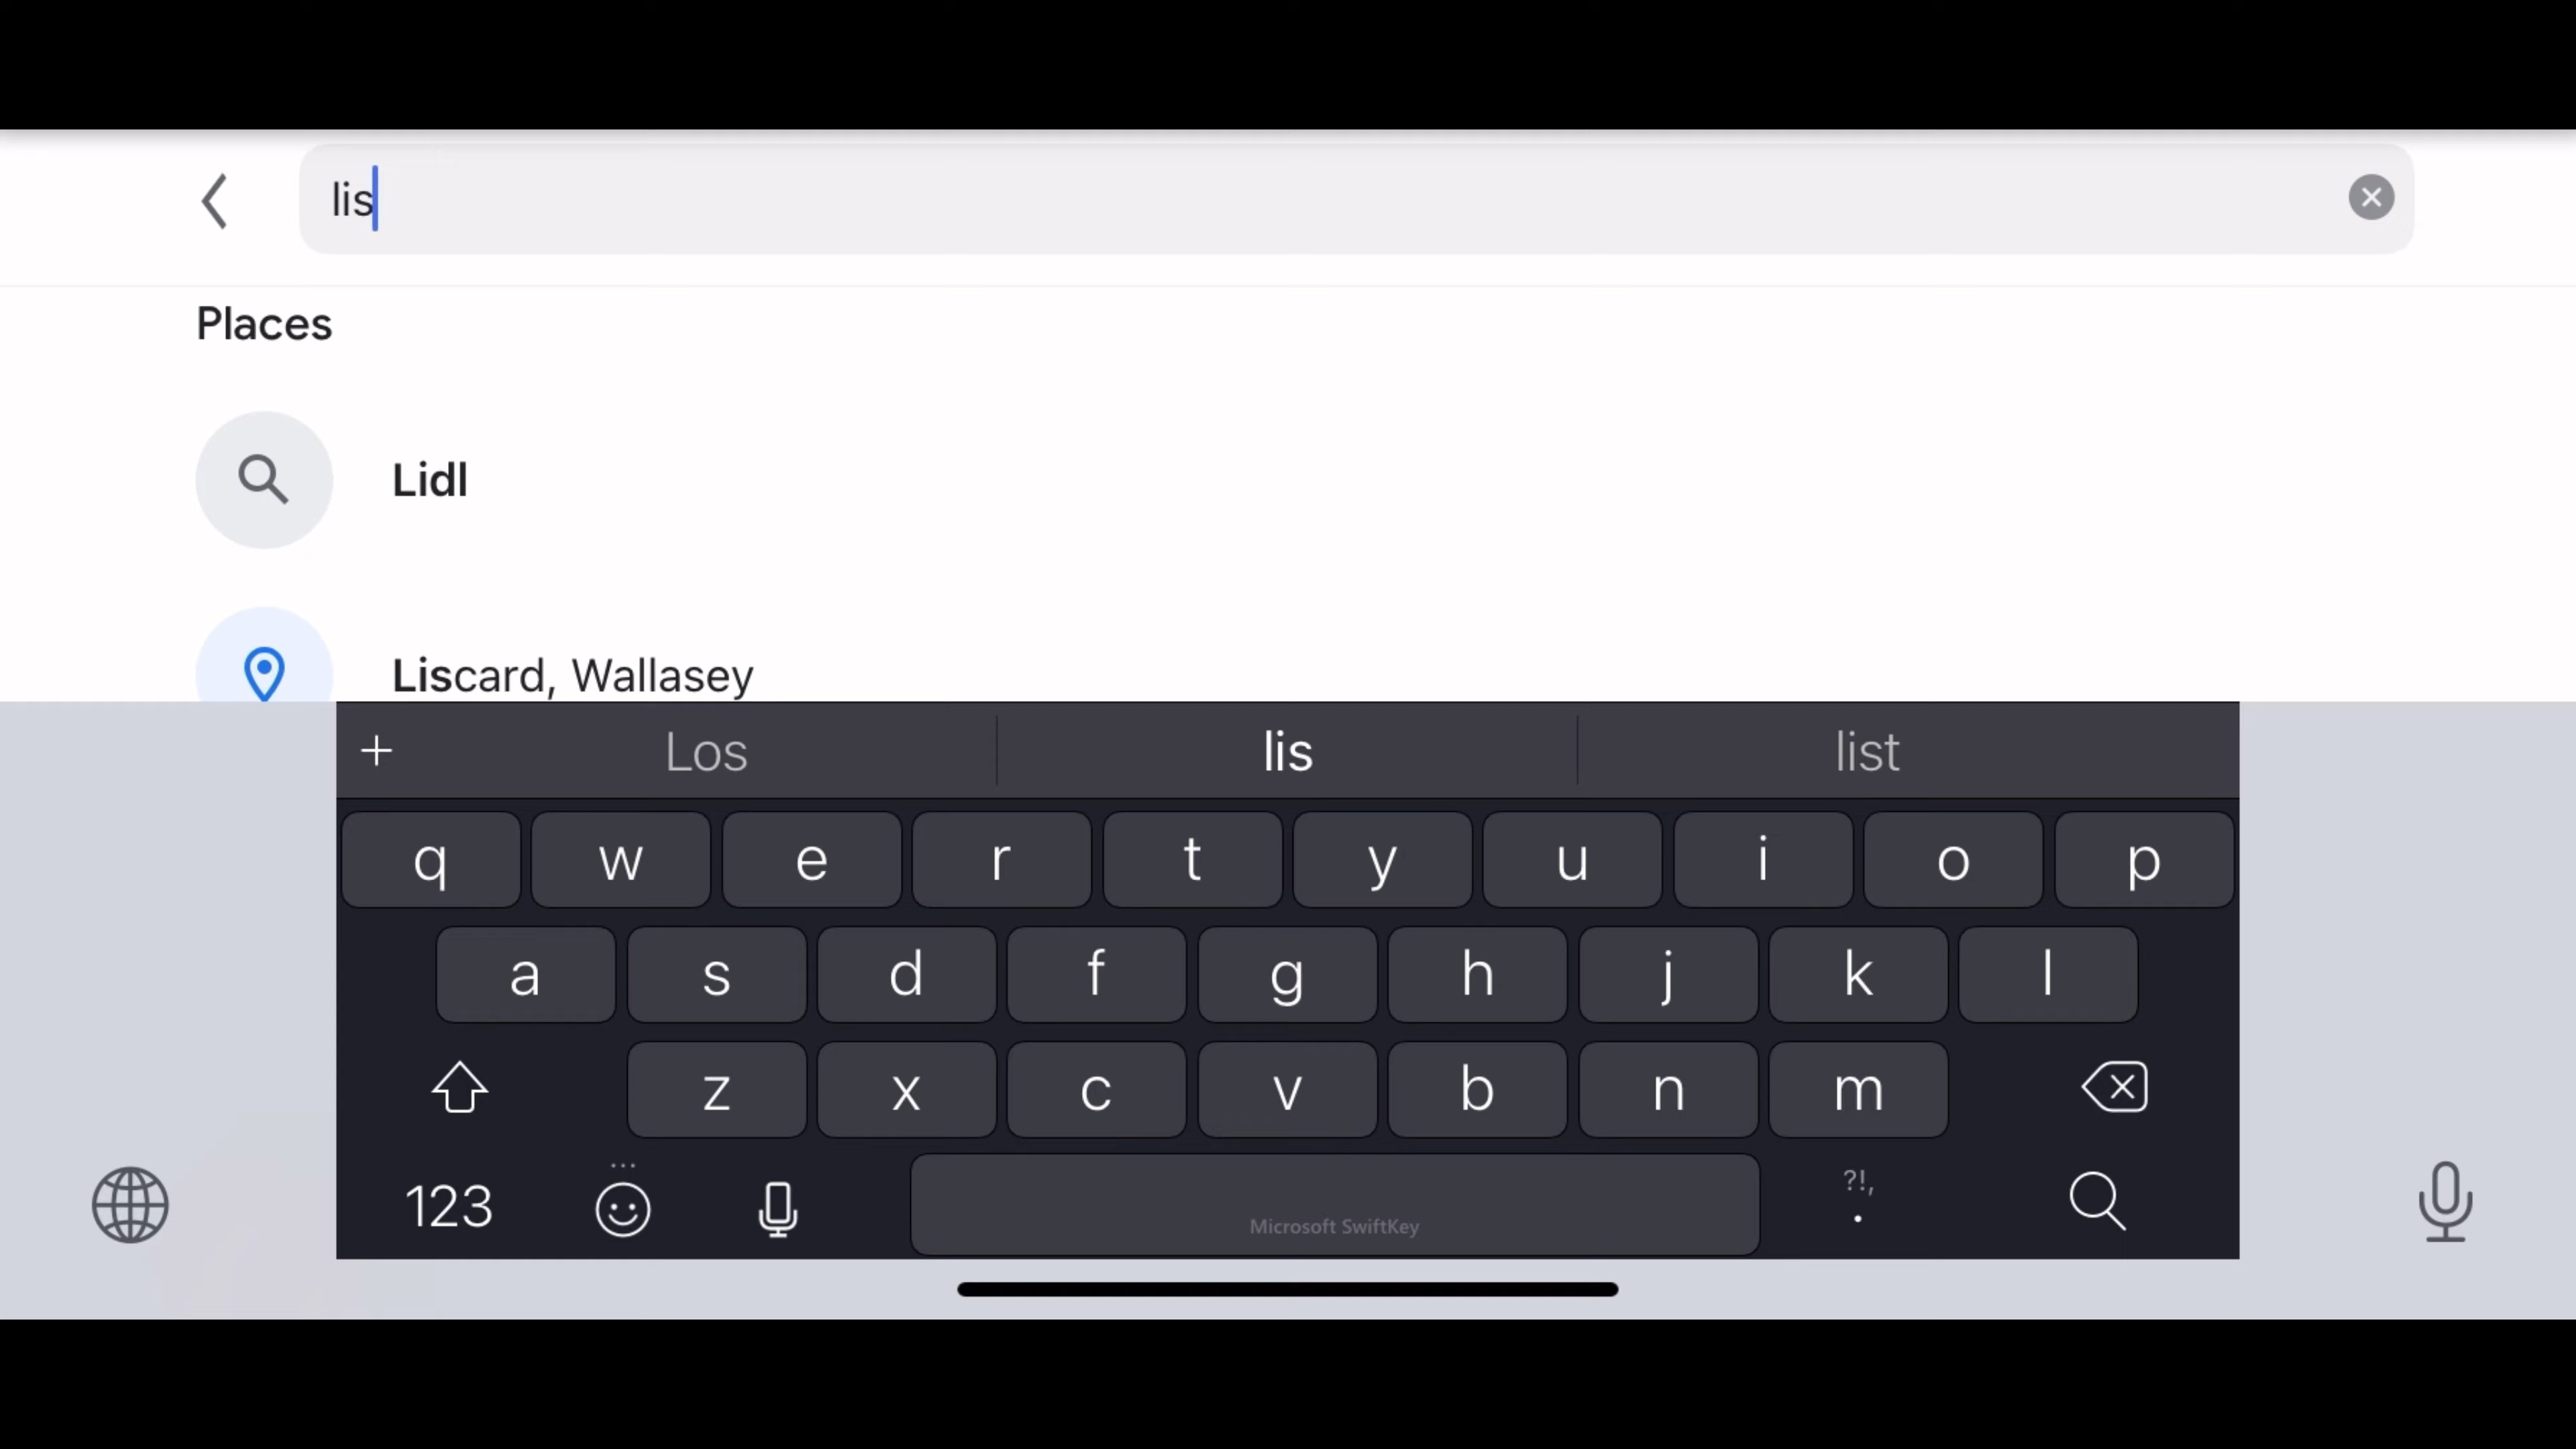 lis
Places
Lidl
Liscard, Wallasey
+ Los lis list
q w e r t y u i o p
a s d f g h j k l
z x c v b n m
123 ... ?!, .
Microsoft SwiftKey